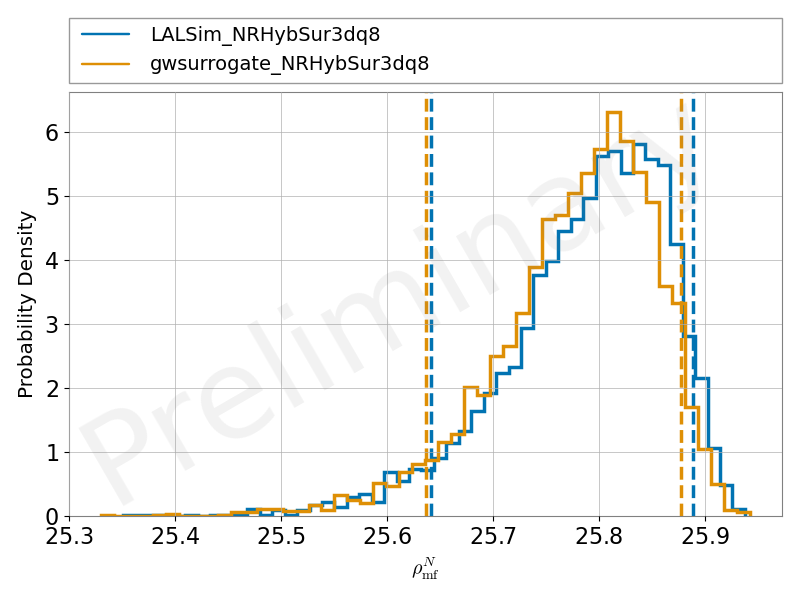 LALSim_NRHybSur3dq8
gwsurrogate_NRHybSur3dq8
Preliminary
Probability Density
6
5
4
3
2
1
0
25.3 25.4 25.5 25.6 25.7 25.8 25.9
ρ^N_mf